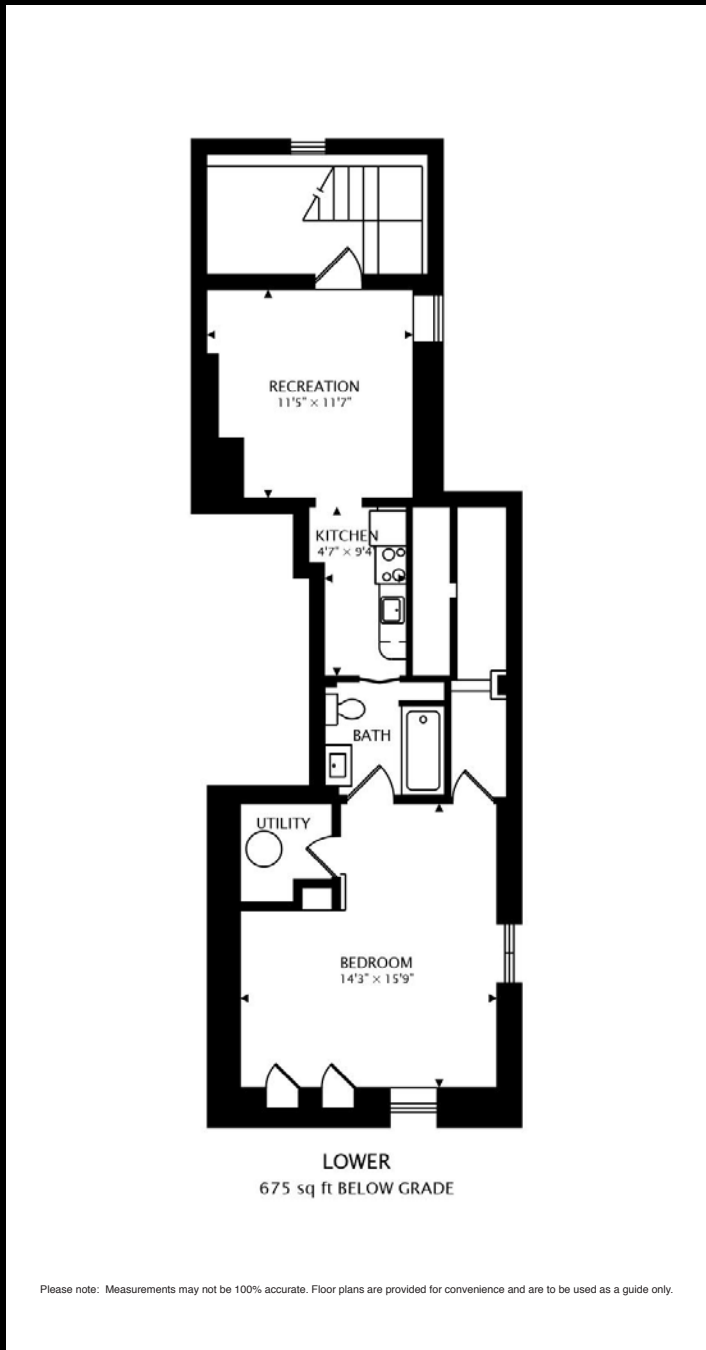 RECREATION
11'5" × 11'7"
KITCHEN
4'7" × 9'4
BATH
UTILITY
BEDROOM
14'3" × 15'9"
LOWER
675 sq ft BELOW GRADE
Please note: Measurements may not be 100% accurate. Floor plans are provided for convenience and are to be used as a guide only.